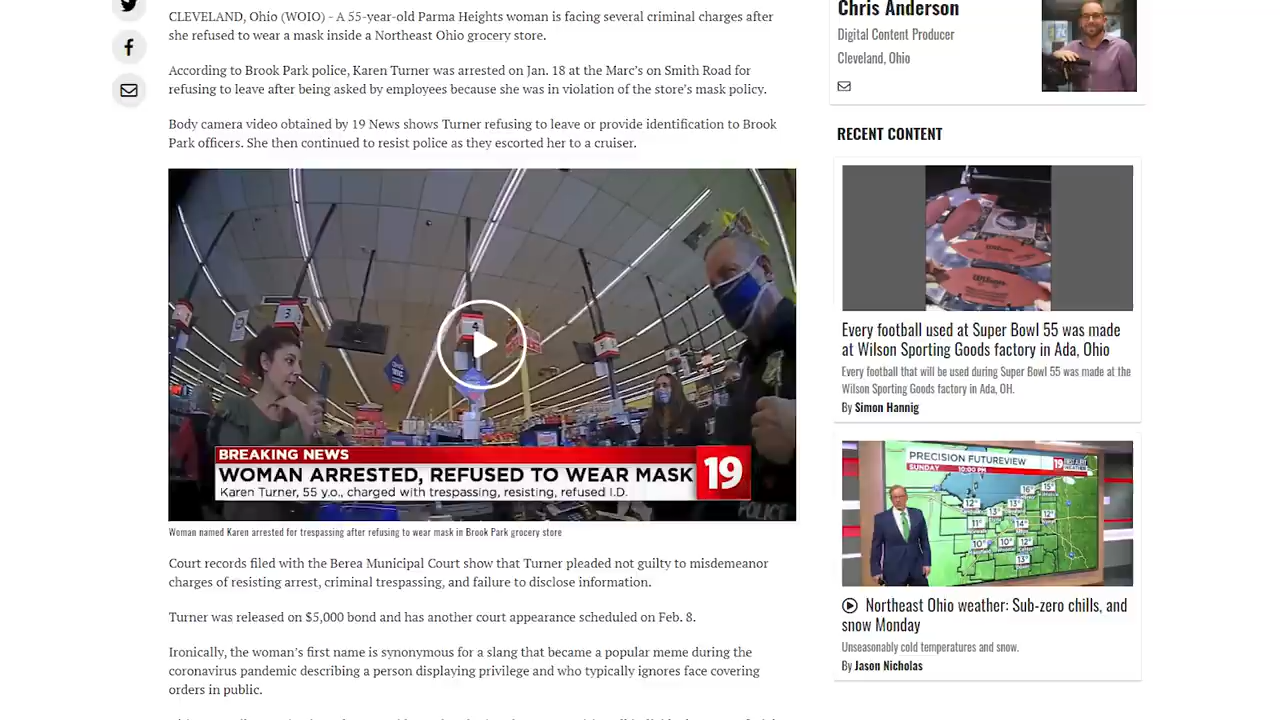 CLEVELAND, Ohio (WOIO) - A 55-year-old Parma Heights woman is facing several criminal charges after
she refused to wear a mask inside a Northeast Ohio grocery store.
According to Brook Park police, Karen Turner was arrested on Jan. 18 at the Marc's on Smith Road for
refusing to leave after being asked by employees because she was in violation of the store's mask policy.
Body camera video obtained by 19 News shows Turner refusing to leave or provide identification to Brook
Park officers. She then continued to resist police as they escorted her to a cruiser.
3
4
BREAKING NEWS
WOMAN ARRESTED, REFUSED TO WEAR MASK
Karen Turner, 55 y.o., charged with trespassing, resisting, refused I.D.
19
POLICE
Woman named Karen arrested for trespassing after refusing to wear mask in Brook Park grocery store
Court records filed with the Berea Municipal Court show that Turner pleaded not guilty to misdemeanor
charges of resisting arrest, criminal trespassing, and failure to disclose information.
Turner was released on $5,000 bond and has another court appearance scheduled on Feb. 8.
Ironically, the woman's first name is synonymous for a slang that became a popular meme during the
coronavirus pandemic describing a person displaying privilege and who typically ignores face covering
orders in public.
Chris Anderson
Digital Content Producer
Cleveland, Ohio
RECENT CONTENT
Wilson
Every football used at Super Bowl 55 was made
at Wilson Sporting Goods factory in Ada, Ohio
Every football that will be used during Super Bowl 55 was made at the
Wilson Sporting Goods factory in Ada, OH.
By Simon Hannig
PRECISION FUTUREVIEW
SUNDAY 10:00 PM
19
Northeast Ohio weather: Sub-zero chills, and
snow Monday
Unseasonably cold temperatures and snow.
By Jason Nicholas